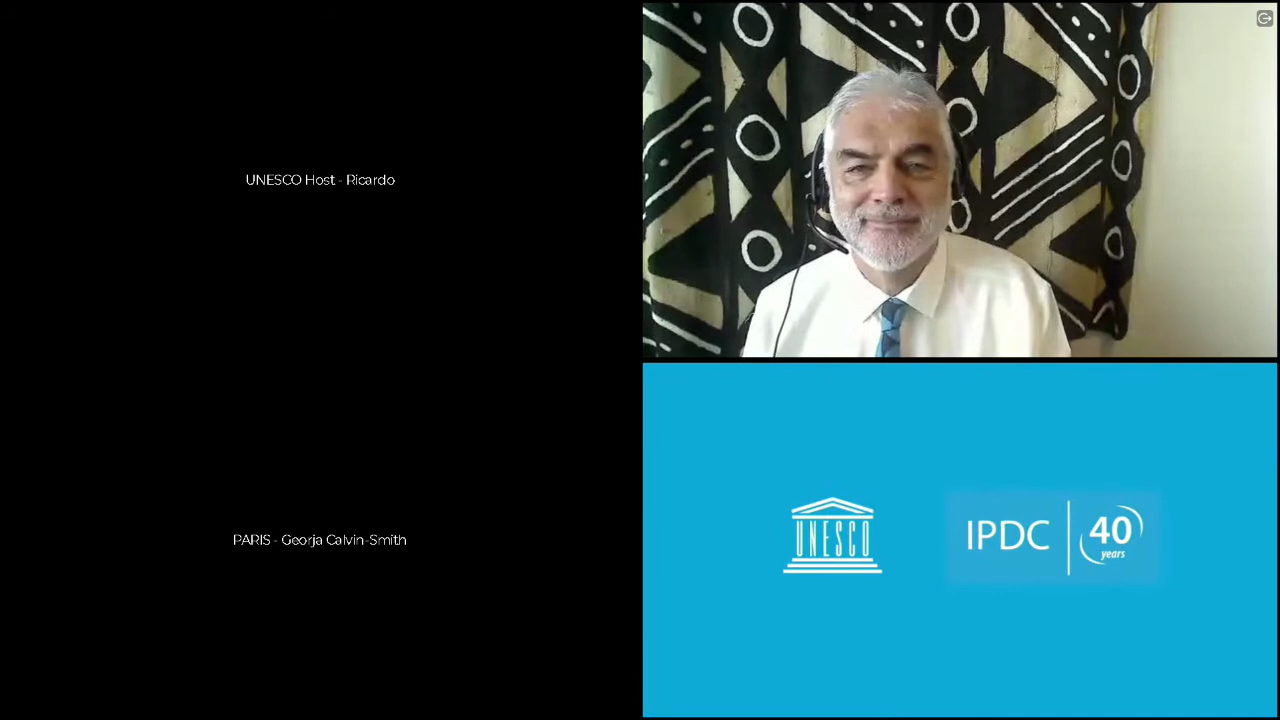 UNESCO Host - Ricardo
PARIS - Georja Calvin-Smith
UNESCO
IPDC
40
years